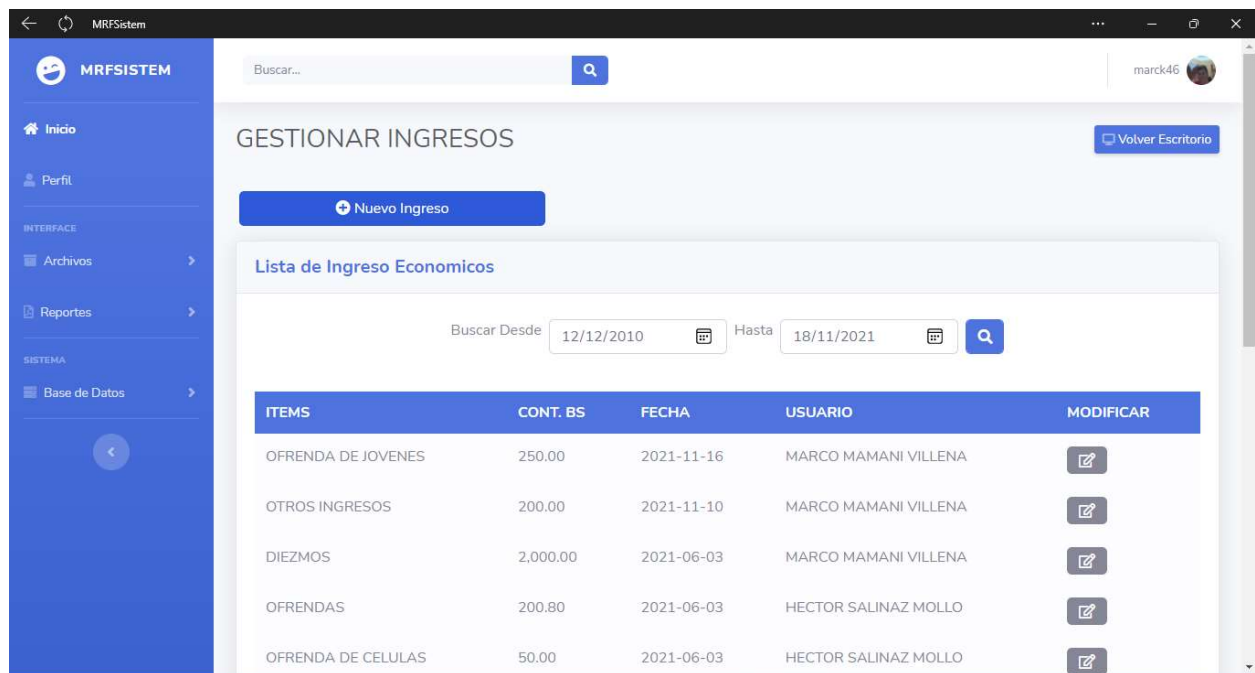 MRFSistem
MRFSISTEM
Buscar...
marck46
Inicio
Perfil
INTERFACE
Archivos
Reportes
SISTEMA
Base de Datos
GESTIONAR INGRESOS
Volver Escritorio
Nuevo Ingreso
Lista de Ingreso Economicos
Buscar Desde 12/12/2010 Hasta 18/11/2021
ITEMS CONT. BS FECHA USUARIO MODIFICAR
OFRENDA DE JOVENES 250.00 2021-11-16 MARCO MAMANI VILLENA
OTROS INGRESOS 200.00 2021-11-10 MARCO MAMANI VILLENA
DIEZMOS 2,000.00 2021-06-03 MARCO MAMANI VILLENA
OFRENDAS 200.80 2021-06-03 HECTOR SALINAZ MOLLO
OFRENDA DE CELULAS 50.00 2021-06-03 HECTOR SALINAZ MOLLO